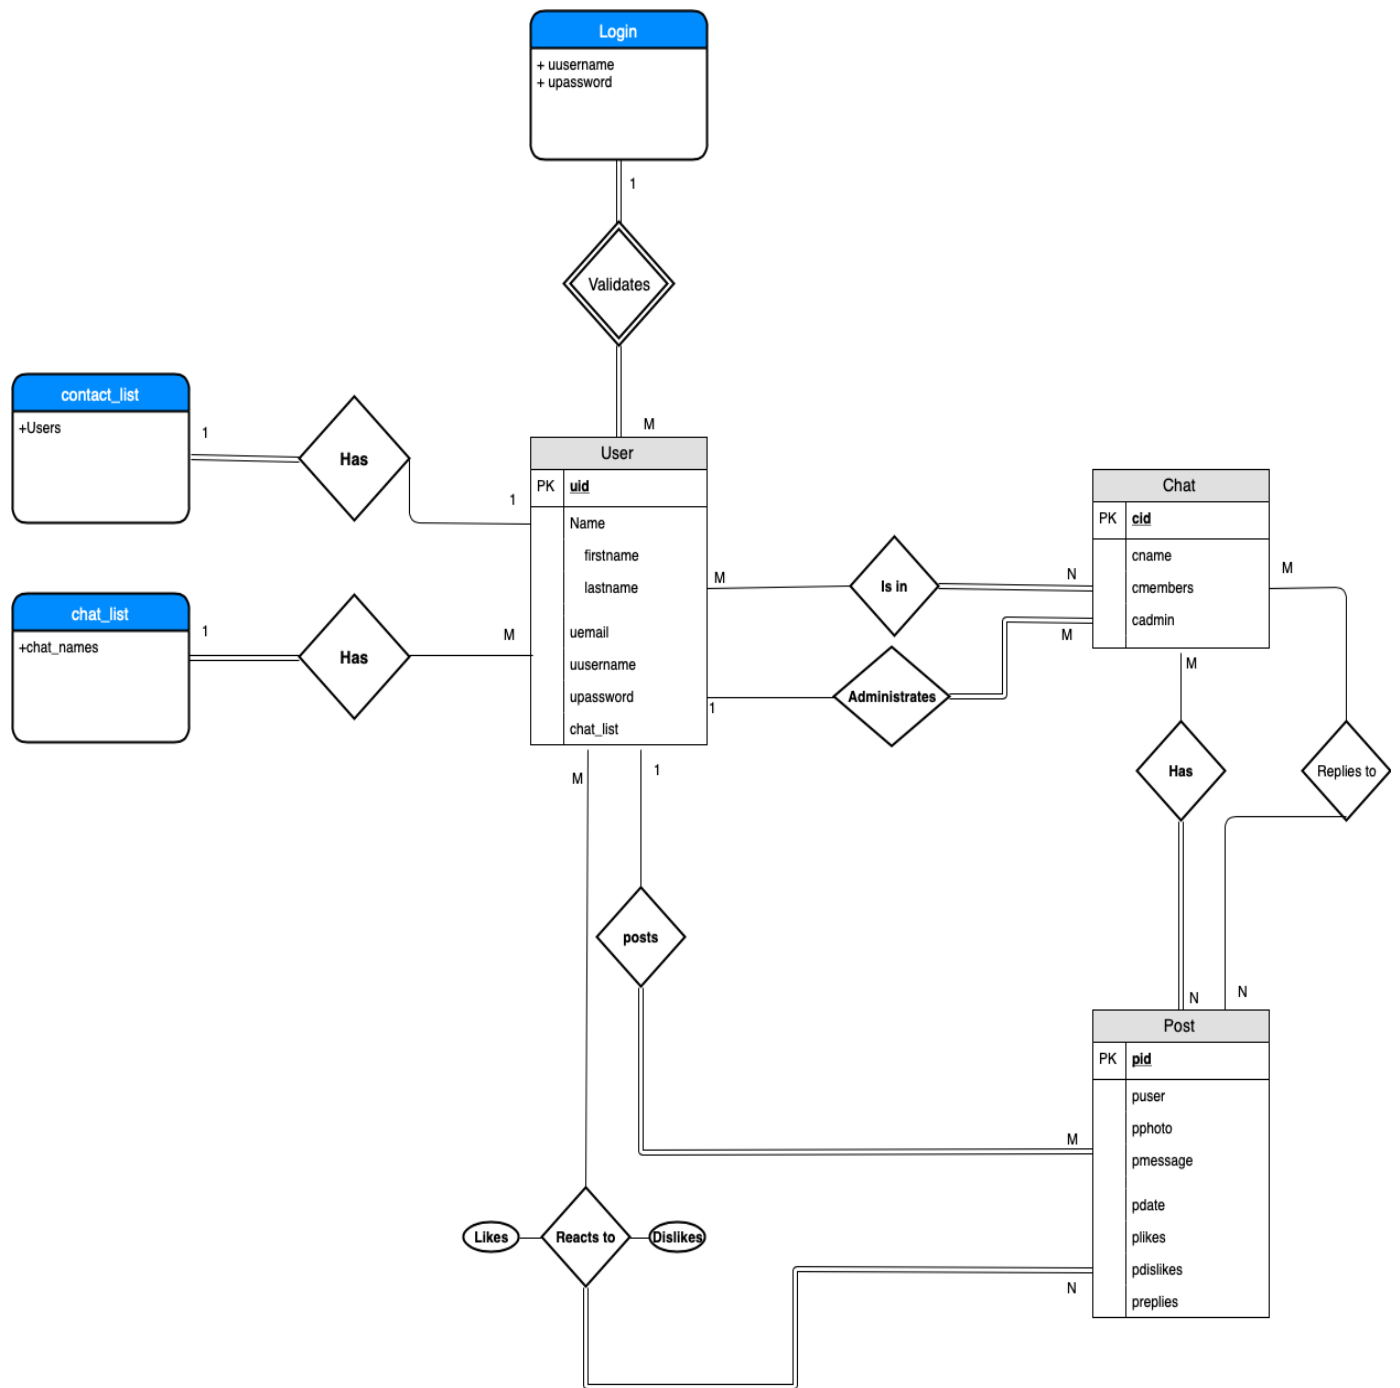 Login
+ uusername
+ upassword
1
Validates
M
contact_list
+Users
1
Has
1
chat_list
+chat_names
1
Has
M
User
PK uid
Name
firstname
lastname
uemail
uusername
upassword
chat_list
M
Is in
N
1
Administrates
M
Chat
PK cid
cname
cmembers
cadmin
M
M
Has
Replies to
N
N
M
1
posts
M
Likes
Reacts to
Dislikes
N
Post
PK pid
puser
pphoto
pmessage
pdate
plikes
pdislikes
preplies